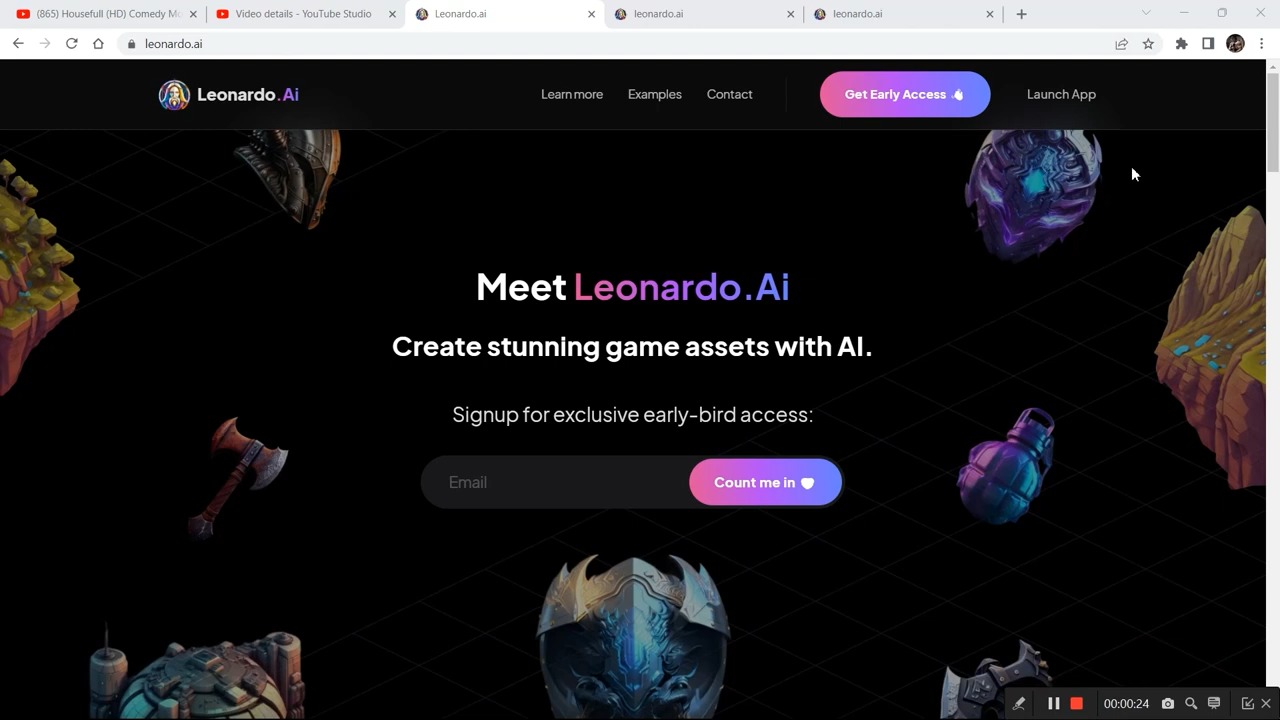 (865) Housefull (HD) Comedy Mo
Video details - YouTube Studio
Leonardo.ai
leonardo.ai
leonardo.ai
leonardo.ai
Leonardo.Ai
Learn more
Examples
Contact
Get Early Access
Launch App
Meet Leonardo.Ai
Create stunning game assets with AI.
Signup for exclusive early-bird access:
Email
Count me in
00:00:24